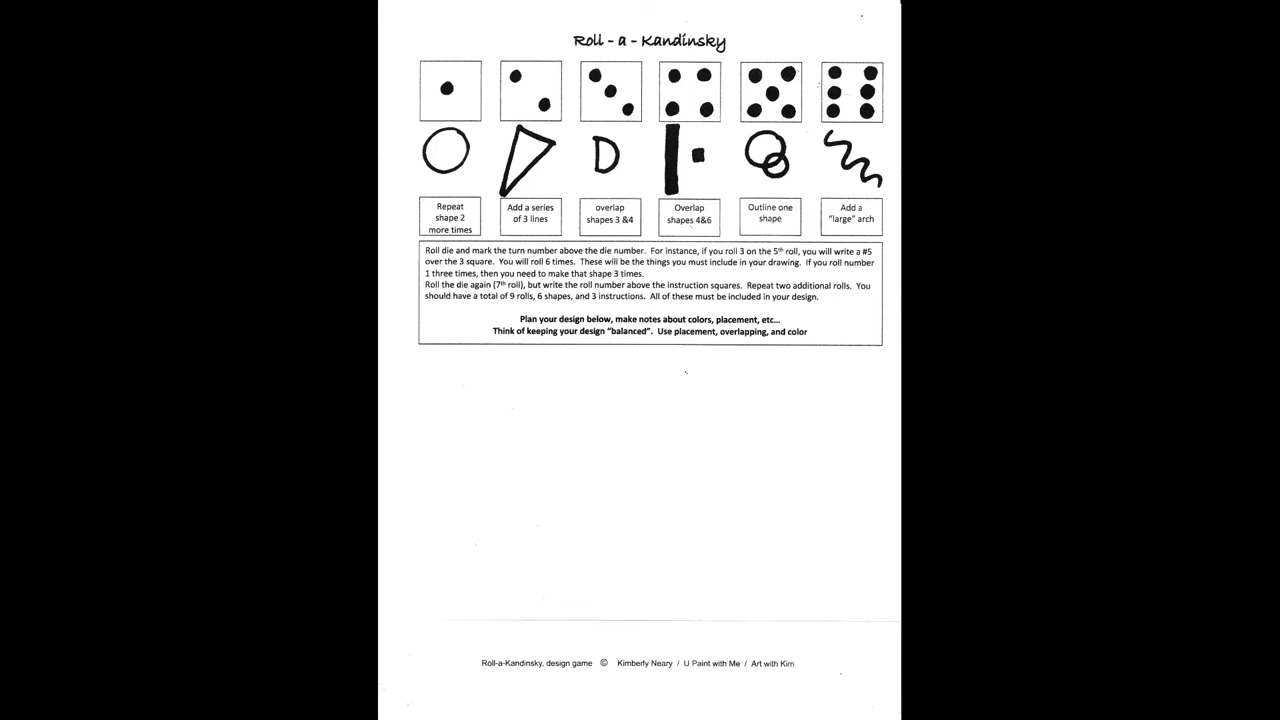 Roll - a - Kandinsky
Repeat
shape 2
more times
Add a series
of 3 lines
overlap
shapes 3 &4
Overlap
shapes 4&6
Outline one
shape
Add a
"large" arch
Roll die and mark the turn number above the die number.  For instance, if you roll 3 on the 5th roll, you will write a #5
over the 3 square.  You will roll 6 times.  These will be the things you must include in your drawing.  If you roll number
1 three times, then you need to make that shape 3 times.
Roll the die again (7th roll), but write the roll number above the instruction squares.  Repeat two additional rolls.  You
should have a total of 9 rolls, 6 shapes, and 3 instructions.  All of these must be included in your design.
Plan your design below, make notes about colors, placement, etc...
Think of keeping your design "balanced".  Use placement, overlapping, and color
Roll-a-Kandinsky, design game © Kimberly Neary / U Paint with Me / Art with Kim